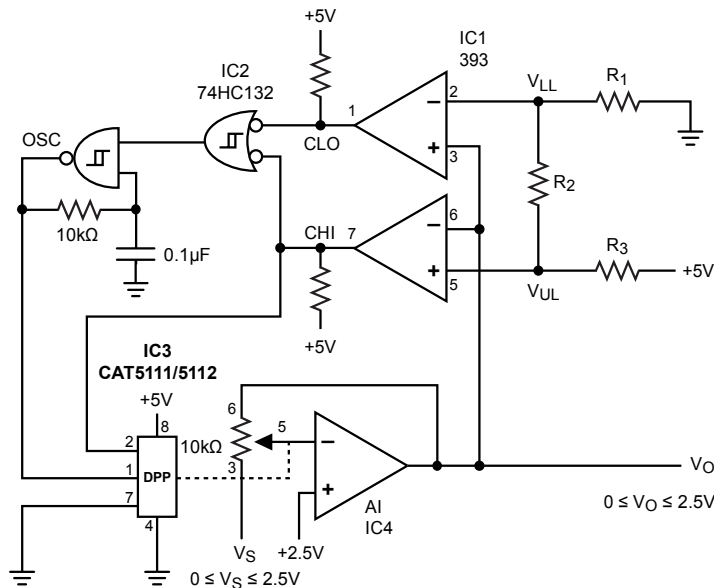 +5V
IC1
393
IC2
74HC132
VLL
R1
2
1
OSC
CLO
3
R2
10kΩ
0.1µF
CHI
7
6
5
R3
+5V
VUL
+5V
IC3
CAT5111/5112
+5V
8
6
5
2
10kΩ
1
DPP
3
7
4
AI
IC4
VO
0 ≤ VO ≤ 2.5V
VS
+2.5V
0 ≤ VS ≤ 2.5V
− + − + − +